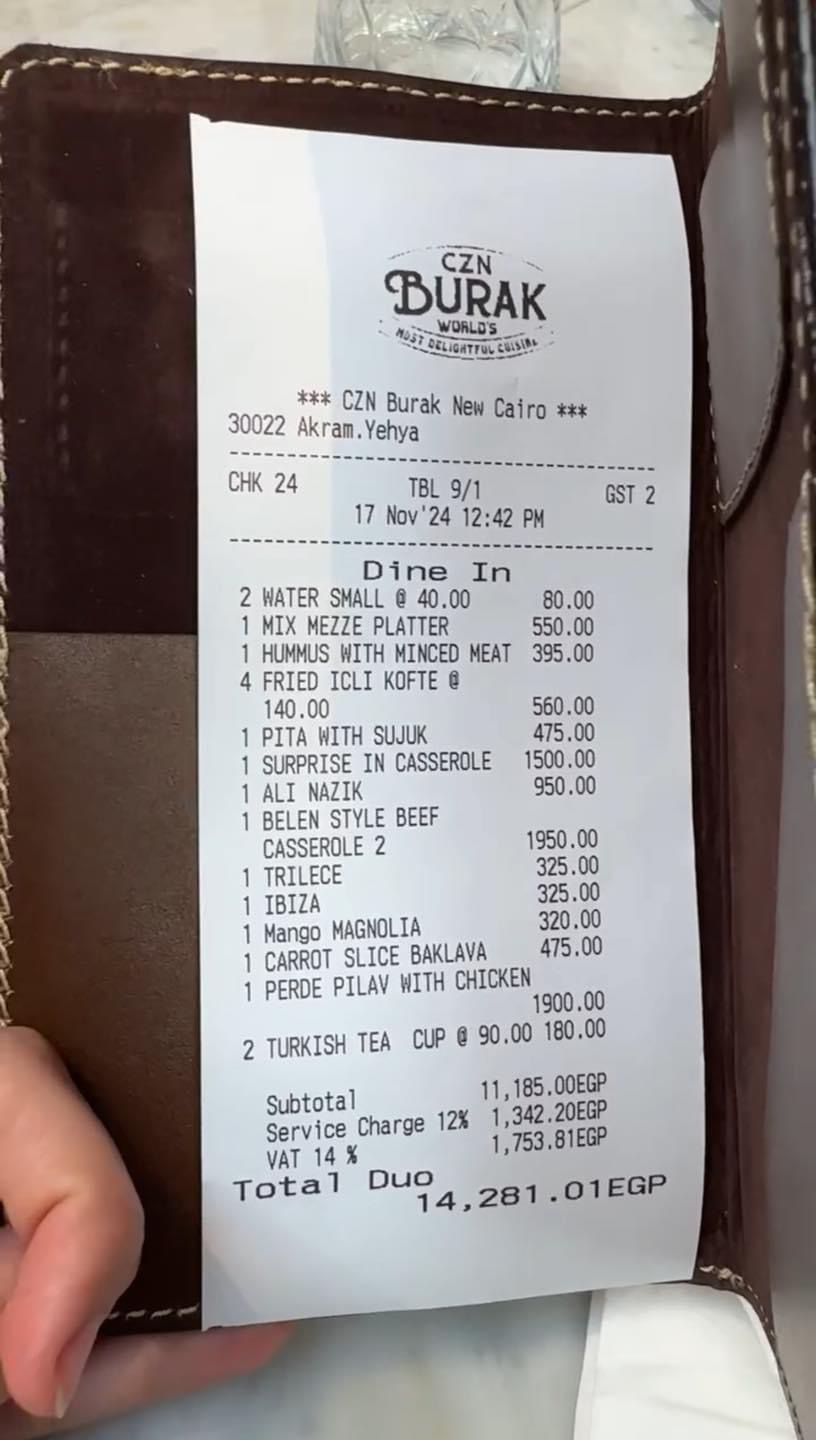 CZN
BURAK
WORLD'S
MOST DELIGHTFUL CUISINE
*** CZN Burak New Cairo ***
30022 Akram.Yehya
CHK 24 TBL 9/1 GST 2
17 Nov'24 12:42 PM
Dine In
2 WATER SMALL @ 40.00 80.00
1 MIX MEZZE PLATTER 550.00
1 HUMMUS WITH MINCED MEAT 395.00
4 FRIED ICLI KOFTE @
140.00 560.00
1 PITA WITH SUJUK 475.00
1 SURPRISE IN CASSEROLE 1500.00
1 ALI NAZIK 950.00
1 BELEN STYLE BEEF
CASSEROLE 2 1950.00
1 TRILECE 325.00
1 IBIZA 325.00
1 Mango MAGNOLIA 320.00
1 CARROT SLICE BAKLAVA 475.00
1 PERDE PILAV WITH CHICKEN
1900.00
2 TURKISH TEA CUP @ 90.00 180.00
Subtotal 11,185.00EGP
Service Charge 12% 1,342.20EGP
VAT 14 % 1,753.81EGP
Total Duo
14,281.01EGP